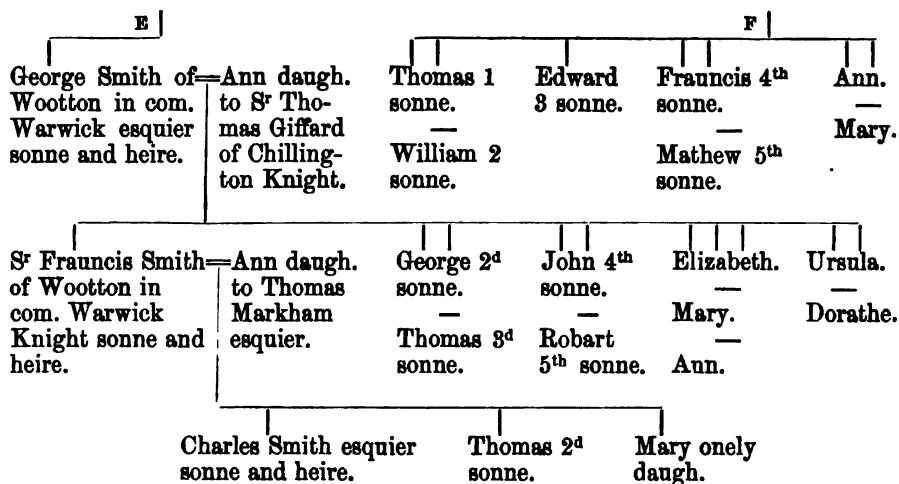 E
F
George Smith of
Wootton in com.
Warwick esquier
sonne and heire.
Ann daugh.
to Sʳ Tho-
mas Giffard
of Chilling-
ton Knight.
Thomas 1
sonne.
William 2
sonne.
Edward
3 sonne.
Frauncis 4ᵗʰ
sonne.
Mathew 5ᵗʰ
sonne.
Ann.
Mary.
Sʳ Frauncis Smith
of Wootton in
com. Warwick
Knight sonne and
heire.
Ann daugh.
to Thomas
Markham
esquier.
George 2ᵈ
sonne.
Thomas 3ᵈ
sonne.
John 4ᵗʰ
sonne.
Robart
5ᵗʰ sonne.
Elizabeth.
Mary.
Ann.
Ursula.
Dorathe.
Charles Smith esquier
sonne and heire.
Thomas 2ᵈ
sonne.
Mary onely
daugh.